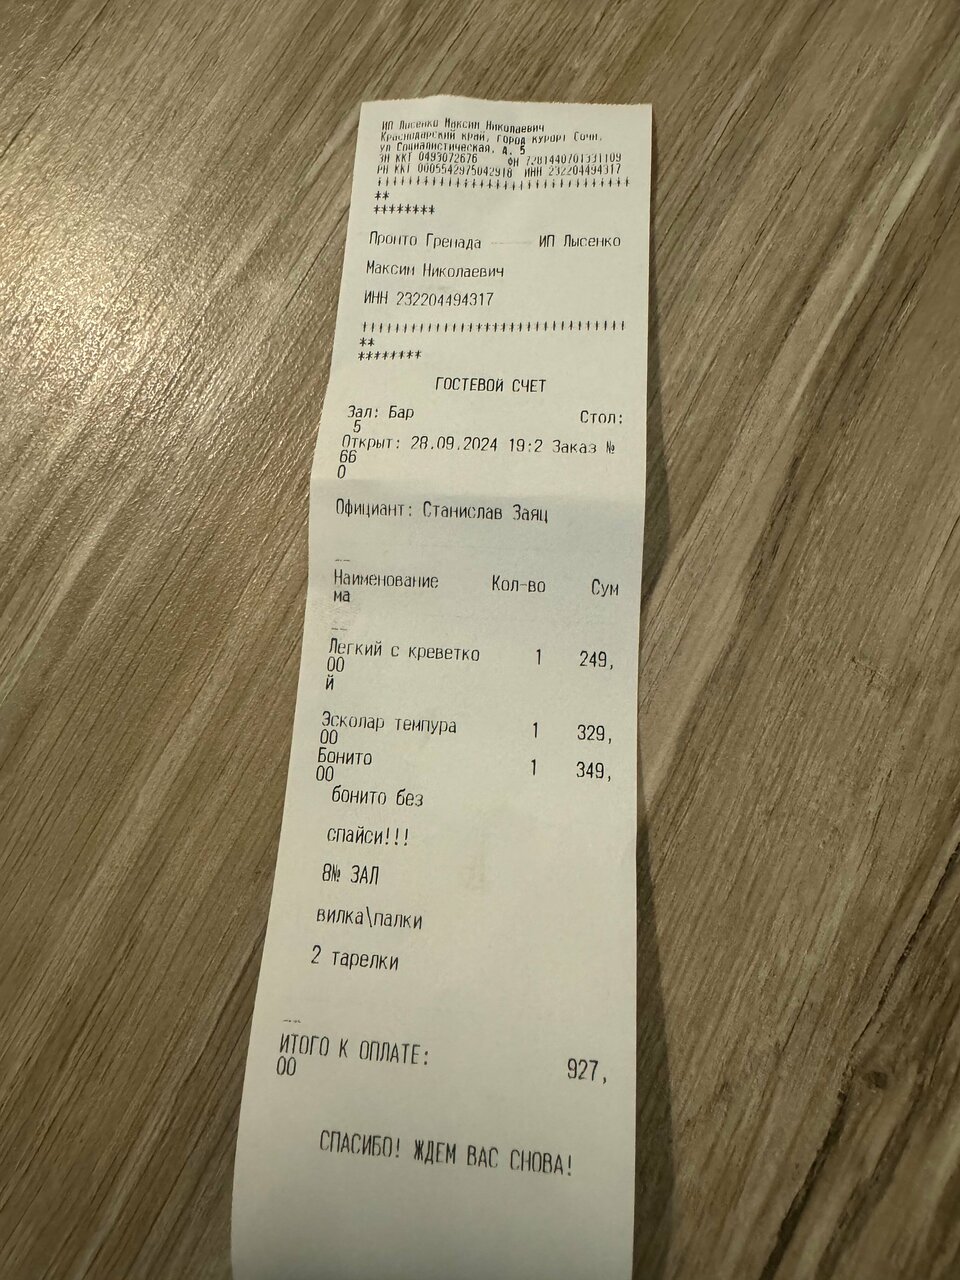 ИП Лысенко Максим Николаевич
Краснодарский край, город курорт Сочи,
ул Социалистическая, д. 5
ЗН ККТ 0493072676 ФН 7281440701331109
РН ККТ 0005542975042918 ИНН 232204494317
********************************
**
********
Пронто Гренада ИП Лысенко
Максим Николаевич
ИНН 232204494317
********************************
**
********
ГОСТЕВОЙ СЧЕТ
Зал: Бар Стол:
5
Открыт: 28.09.2024 19:2 Заказ №
66
0
Официант: Станислав Заяц
Наименование Кол-во Сум
ма
Легкий с креветко 1 249,
00
й
Эсколар темпура 1 329,
00
Бонито 1 349,
00
бонито без
спайси!!!
8№ ЗАЛ
вилка\палки
2 тарелки
ИТОГО К ОПЛАТЕ: 927,
00
СПАСИБО! ЖДЕМ ВАС СНОВА!